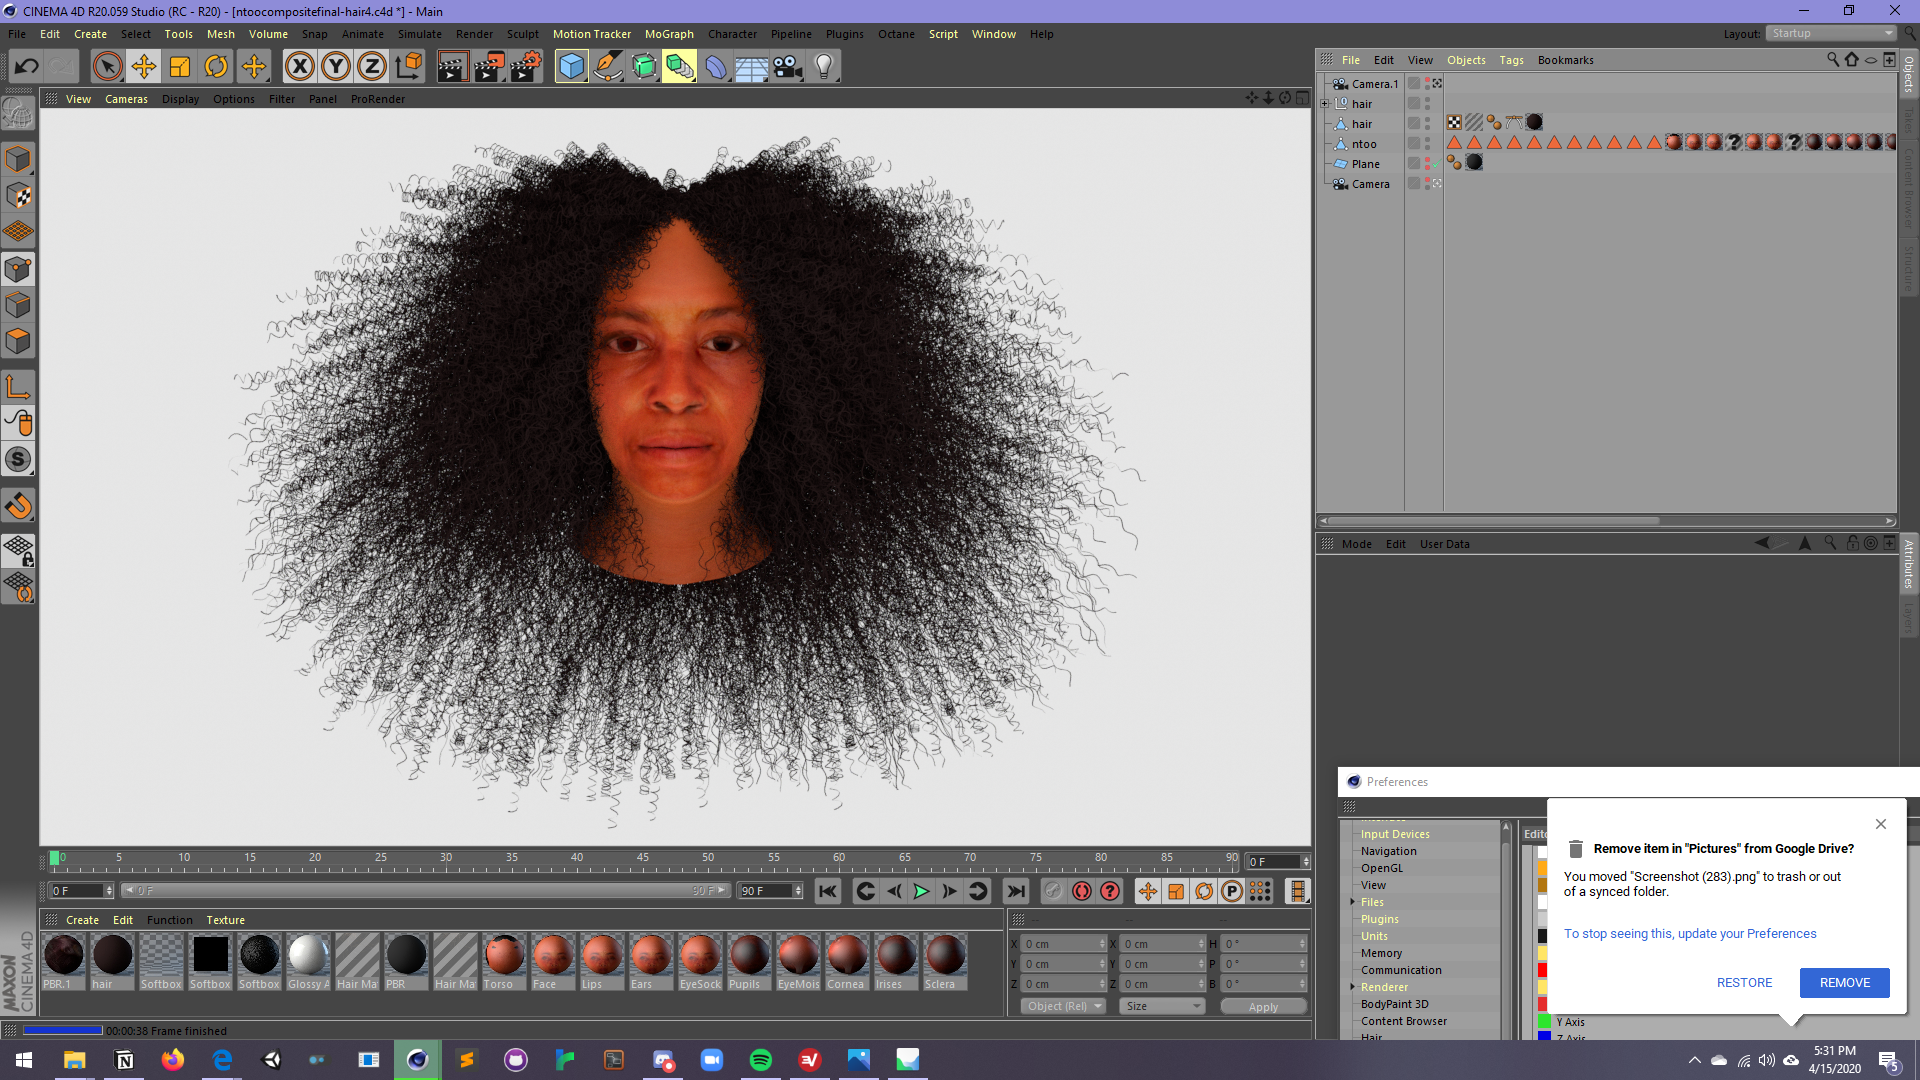 CINEMA 4D R20.059 Studio (RC - R20) - [ntoocompositefinal-hair4.c4d *] - Main
File Edit Create Select Tools Mesh Volume Snap Animate Simulate Render Sculpt Motion Tracker MoGraph Character Pipeline Plugins Octane Script Window Help
Layout: Startup
File Edit View Objects Tags Bookmarks
View Cameras Display Options Filter Panel ProRender
Camera.1
hair
hair
ntoo
Plane
Camera
Objects
Takes
Content Browser
Structure
Mode Edit User Data
Attributes
Layers
Preferences
Input Devices
Navigation
OpenGL
View
Files
Plugins
Units
Memory
Communication
Renderer
BodyPaint 3D
Content Browser
Hair
Y Axis
Z Axis
Remove item in "Pictures" from Google Drive?
You moved "Screenshot (283).png" to trash or out
of a synced folder.
To stop seeing this, update your Preferences
RESTORE REMOVE
0 5 10 15 20 25 30 35 40 45 50 55 60 65 70 75 80 85 90 0 F
0 F 0 F 90 F 90 F
Create Edit Function Texture
PBR.1 hair Softbox Softbox Softbox Glossy A Hair Ma PBR Hair Ma Torso Face Lips Ears EyeSock Pupils EyeMois Cornea Irises Sclera
X 0 cm X 0 cm H 0 °
Y 0 cm Y 0 cm P 0 °
Z 0 cm Z 0 cm B 0 °
Object (Rel) Size Apply
MAXON
CINEMA 4D
00:00:38 Frame finished
5:31 PM
4/15/2020
5